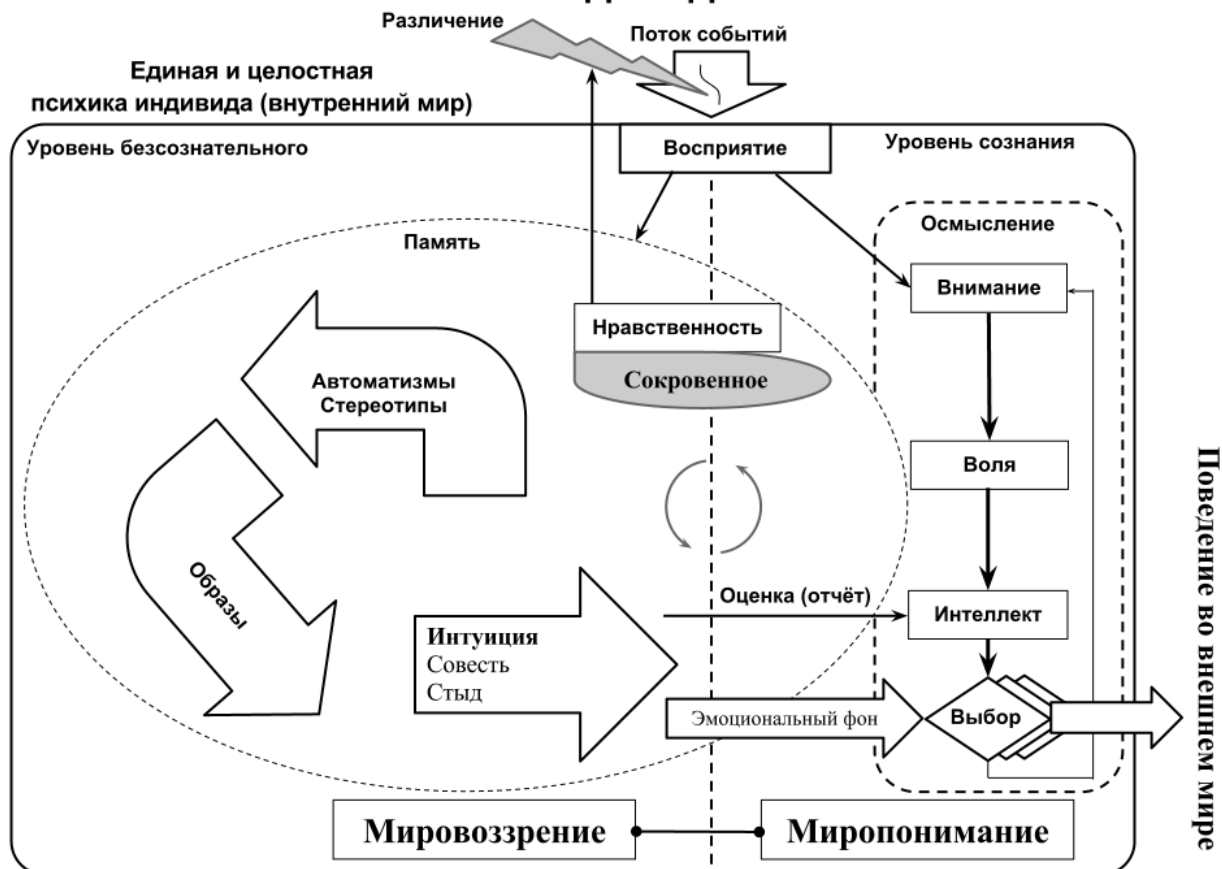 Различение
Поток событий
Единая и целостная
психика индивида (внутренний мир)
Уровень безсознательного
Восприятие
Уровень сознания
Осмысление
Память
Внимание
Нравственность
Сокровенное
Автоматизмы
Стереотипы
Воля
Образы
Оценка (отчёт)
Интеллект
Интуиция
Совесть
Стыд
Эмоциональный фон
Выбор
Поведение во внешнем мире
Мировоззрение
Миропонимание